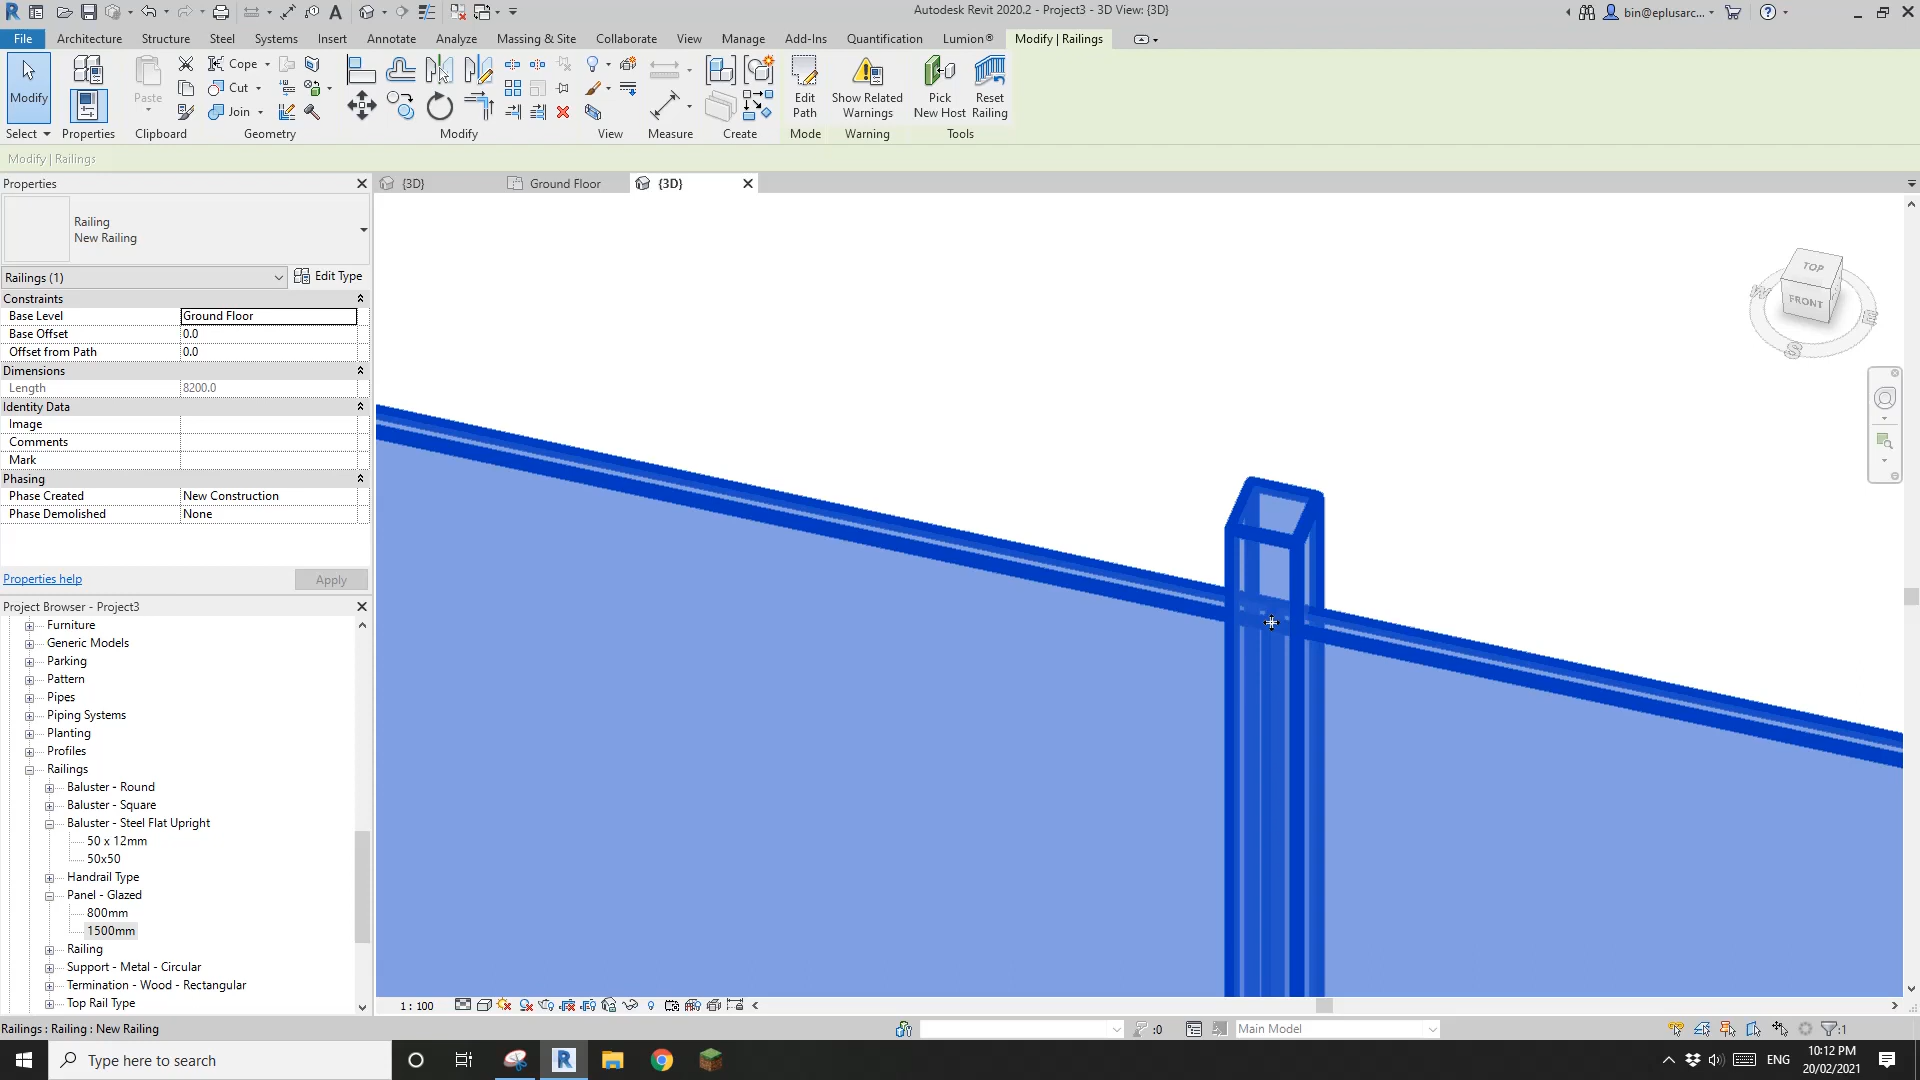 Autodesk Revit 2020.2 - Project3 - 3D View: {3D}
bin@eplusarc...
File Architecture Structure Steel Systems Insert Annotate Analyze Massing & Site Collaborate View Manage Add-Ins Quantification Lumion® Modify | Railings
Modify
Paste
Cope
Cut
Join
Edit Path
Show Related Warnings
Pick New Host
Reset Railing
Select Properties Clipboard Geometry Modify View Measure Create Mode Warning Tools
Modify | Railings
Properties
{3D} Ground Floor {3D}
Railing
New Railing
Railings (1) Edit Type
Constraints
Base Level Ground Floor
Base Offset 0.0
Offset from Path 0.0
Dimensions
Length 8200.0
Identity Data
Image
Comments
Mark
Phasing
Phase Created New Construction
Phase Demolished None
Properties help Apply
Project Browser - Project3
Furniture
Generic Models
Parking
Pattern
Pipes
Piping Systems
Planting
Profiles
Railings
Baluster - Round
Baluster - Square
Baluster - Steel Flat Upright
50 x 12mm
50x50
Handrail Type
Panel - Glazed
800mm
1500mm
Railing
Support - Metal - Circular
Termination - Wood - Rectangular
Top Rail Type
TOP
FRONT
W
S
E
1 : 100
Railings : Railing : New Railing
:0
Main Model
:1
Type here to search
ENG
10:12 PM
20/02/2021